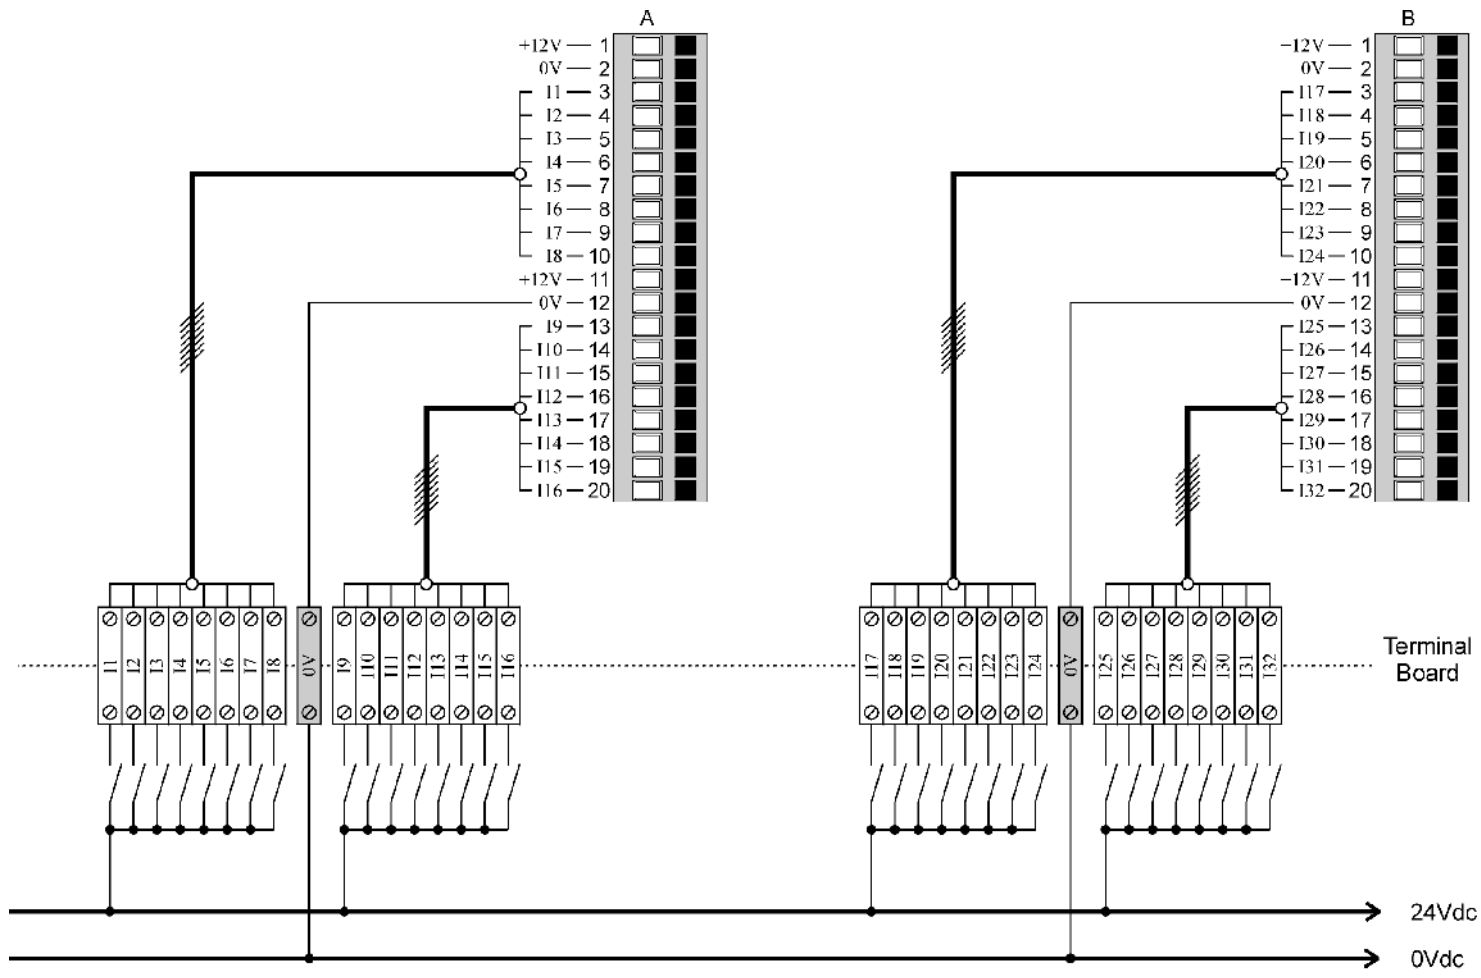 A
+12V 1
0V 2
I1 3
I2 4
I3 5
I4 6
I5 7
I6 8
I7 9
I8 10
+12V 11
0V 12
I9 13
I10 14
I11 15
I12 16
I13 17
I14 18
I15 19
I16 20
B
−12V 1
0V 2
I17 3
I18 4
I19 5
I20 6
I21 7
I22 8
I23 9
I24 10
−12V 11
0V 12
I25 13
I26 14
I27 15
I28 16
I29 17
I30 18
I31 19
I32 20
I1 I2 I3 I4 I5 I6 I7 I8 0V I9 I10 I11 I12 I13 I14 I15 I16
I17 I18 I19 I20 I21 I22 I23 I24 0V I25 I26 I27 I28 I29 I30 I31 I32
Terminal
Board
24Vdc
0Vdc